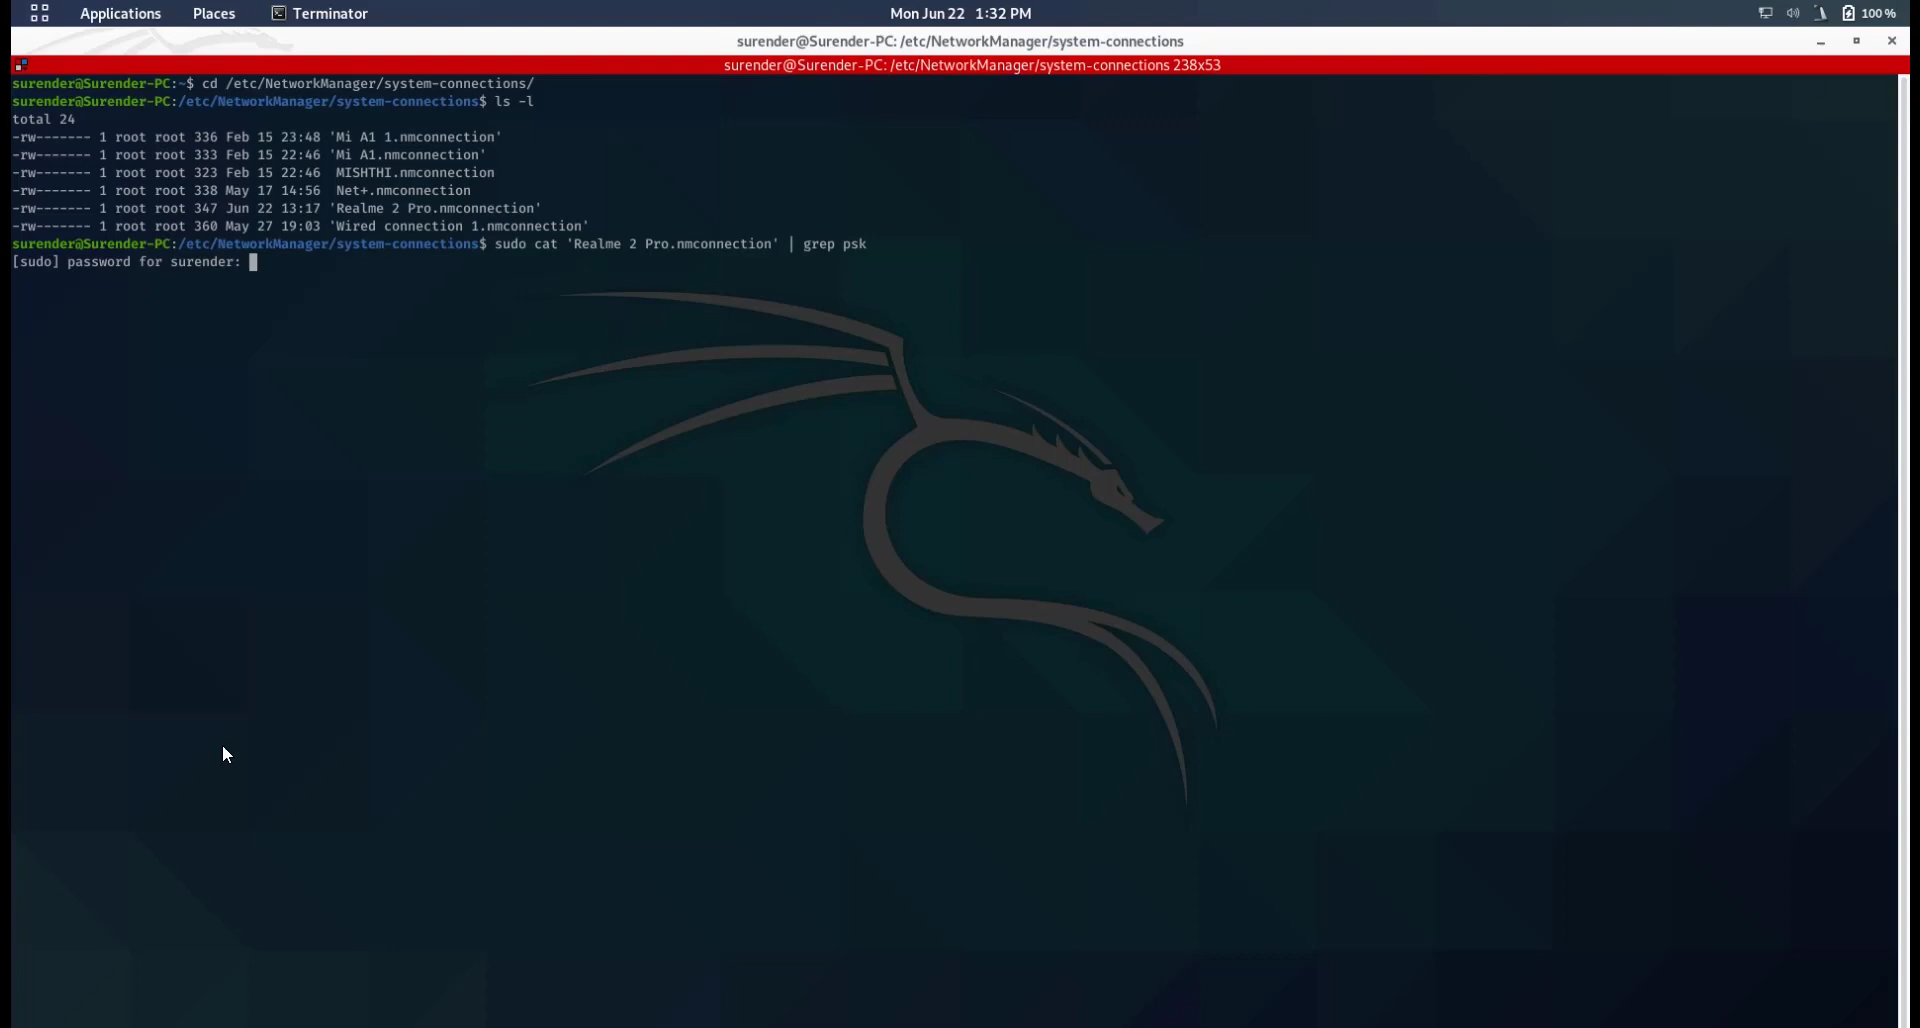 Applications Places Terminator Mon Jun 22 1:32 PM 100 %
surender@Surender-PC: /etc/NetworkManager/system-connections
surender@Surender-PC: /etc/NetworkManager/system-connections 238x53
surender@Surender-PC:~$ cd /etc/NetworkManager/system-connections/
surender@Surender-PC:/etc/NetworkManager/system-connections$ ls -l
total 24
-rw------- 1 root root 336 Feb 15 23:48 'Mi A1 1.nmconnection'
-rw------- 1 root root 333 Feb 15 22:46 'Mi A1.nmconnection'
-rw------- 1 root root 323 Feb 15 22:46  MISHTHI.nmconnection
-rw------- 1 root root 338 May 17 14:56  Net+.nmconnection
-rw------- 1 root root 347 Jun 22 13:17 'Realme 2 Pro.nmconnection'
-rw------- 1 root root 360 May 27 19:03 'Wired connection 1.nmconnection'
surender@Surender-PC:/etc/NetworkManager/system-connections$ sudo cat 'Realme 2 Pro.nmconnection' | grep psk
[sudo] password for surender: